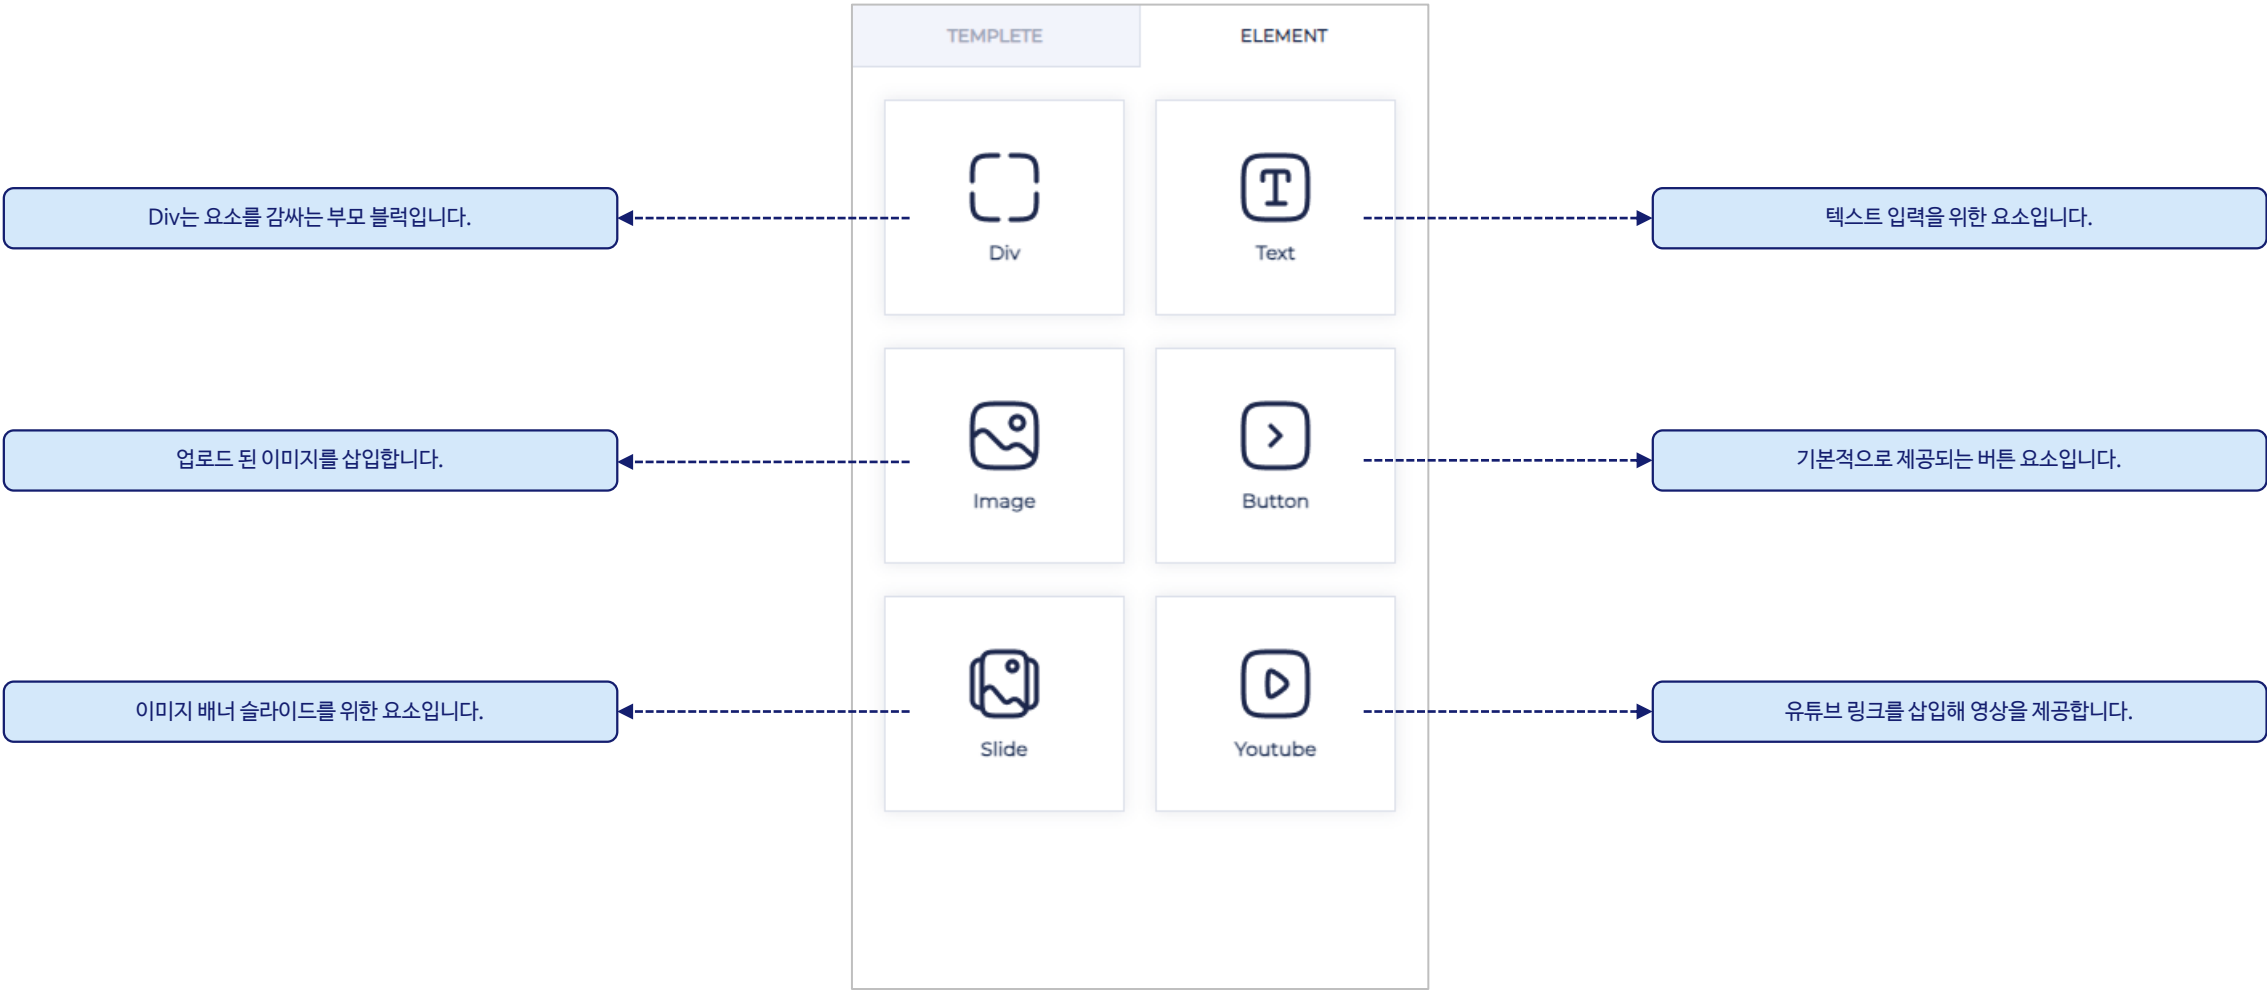 TEMPLETE
ELEMENT
Div는 요소를 감싸는 부모 블럭입니다.
Div
Text
텍스트 입력을 위한 요소입니다.
업로드 된 이미지를 삽입합니다.
Image
Button
기본적으로 제공되는 버튼 요소입니다.
이미지 배너 슬라이드를 위한 요소입니다.
Slide
Youtube
유튜브 링크를 삽입해 영상을 제공합니다.